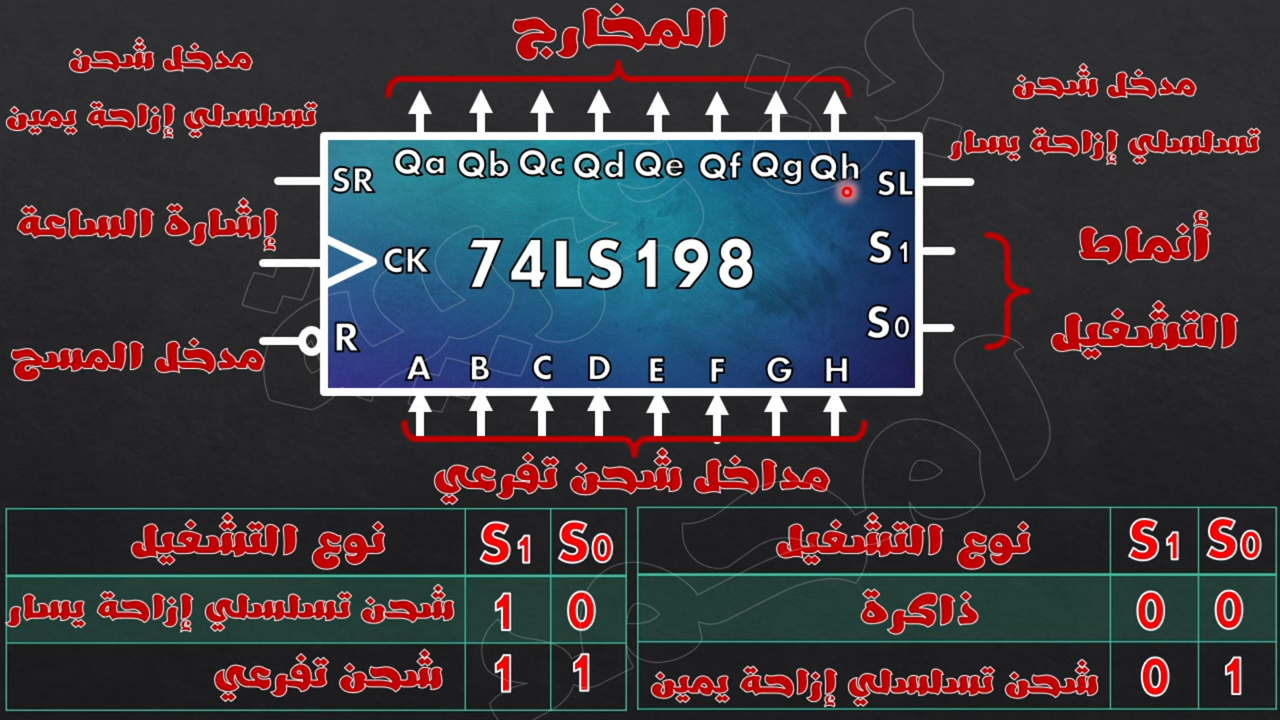 المخارج
مدخل شحن
تسلسلي إزاحة يمين
مدخل شحن
تسلسلي إزاحة يسار
Qa Qb Qc Qd Qe Qf Qg Qh
SR
SL
إشارة الساعة
CK
74LS198
S1
أنماط
التشغيل
S0
R
مدخل المسح
A B C D E F G H
مداخل شحن تفرعي
نوع التشغيل S1 S0
شحن تسلسلي إزاحة يسار 1 0
شحن تفرعي 1 1
نوع التشغيل S1 S0
ذاكرة 0 0
شحن تسلسلي إزاحة يمين 0 1